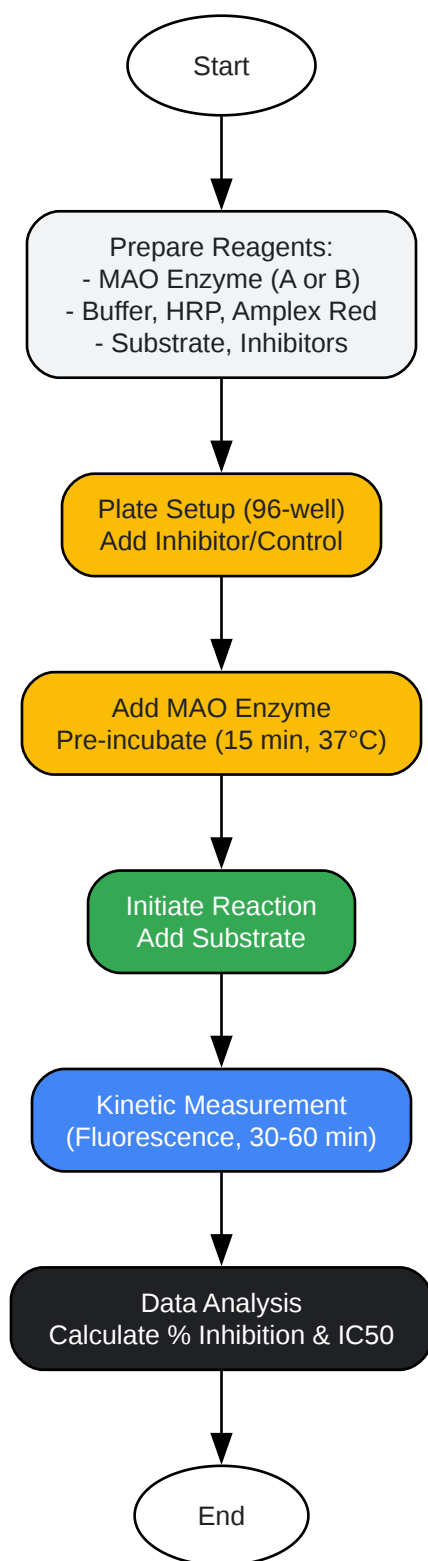 Start
Prepare Reagents:
- MAO Enzyme (A or B)
- Buffer, HRP, Amplex Red
- Substrate, Inhibitors
Plate Setup (96-well)
Add Inhibitor/Control
Add MAO Enzyme
Pre-incubate (15 min, 37°C)
Initiate Reaction
Add Substrate
Kinetic Measurement
(Fluorescence, 30-60 min)
Data Analysis
Calculate % Inhibition & IC50
End